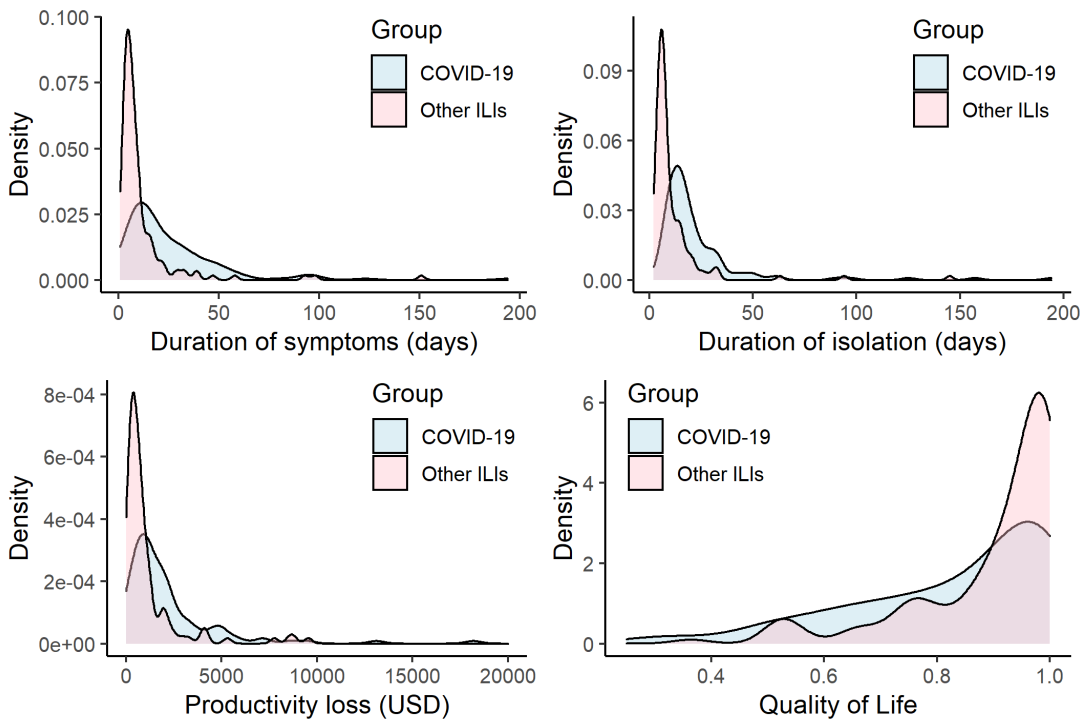 Density
0.100
0.075
0.050
0.025
0.000
Group
COVID-19
Other ILIs
0 50 100 150 200
Duration of symptoms (days)
Density
0.09
0.06
0.03
0.00
Group
COVID-19
Other ILIs
0 50 100 150 200
Duration of isolation (days)
Density
8e-04
6e-04
4e-04
2e-04
0e+00
Group
COVID-19
Other ILIs
0 5000 10000 15000 20000
Productivity loss (USD)
Density
6
4
2
0
Group
COVID-19
Other ILIs
0.4 0.6 0.8 1.0
Quality of Life